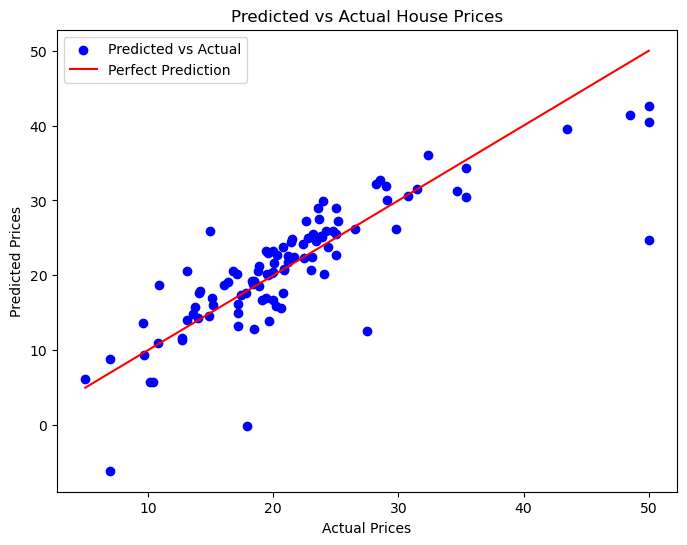 Predicted vs Actual House Prices
Predicted vs Actual
Perfect Prediction
50
40
30
20
10
0
Predicted Prices
10 20 30 40 50
Actual Prices